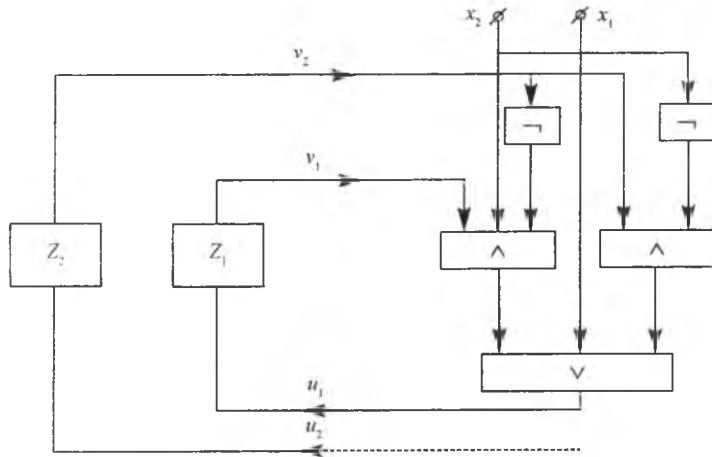 x₂ x₁
v₂
¬ ¬
v₁
Z₂ Z₁ ∧ ∧
∨
u₁
u₂